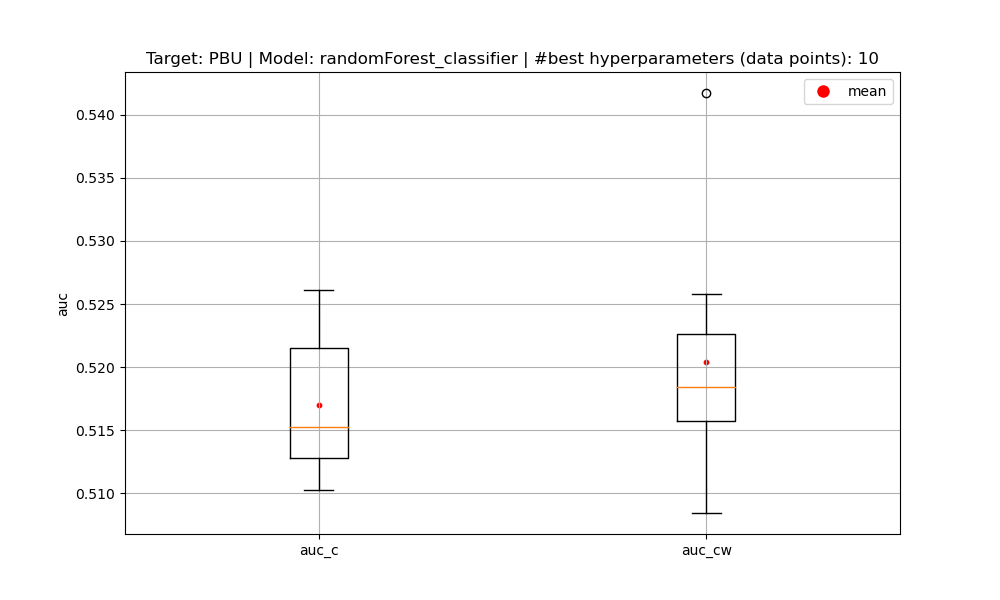 Target: PBU | Model: randomForest_classifier | #best hyperparameters (data points): 10
mean
0.540
0.535
0.530
0.525
0.520
0.515
0.510
auc
auc_c
auc_cw